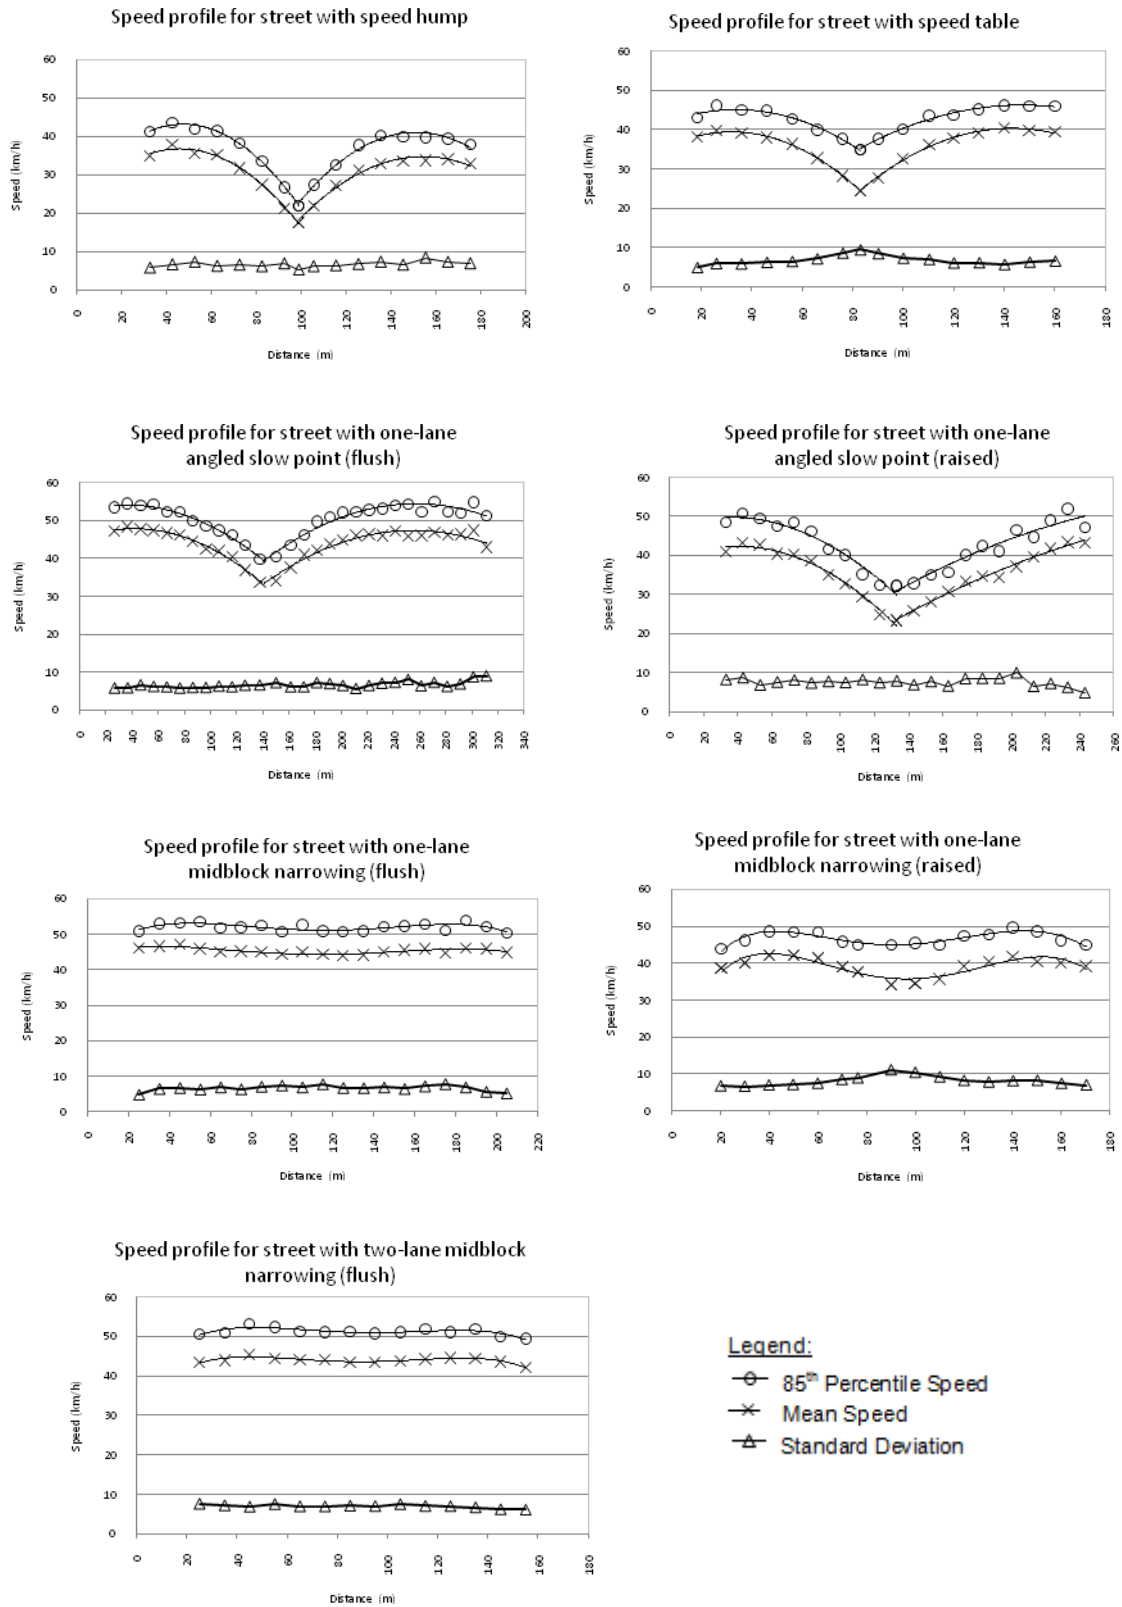 Speed profile for street with speed hump
60
50
40
30
20
10
0
Speed (km/h)
0 20 40 60 80 100 120 140 160 180 200
Distance (m)
Speed profile for street with speed table
60
50
40
30
20
10
0
Speed (km/h)
0 20 40 60 80 100 120 140 160 180
Distance (m)
Speed profile for street with one-lane
angled slow point (flush)
60
50
40
30
20
10
0
Speed (km/h)
0 20 40 60 80 100 120 140 160 180 200 220 240 260 280 300 320 340
Distance (m)
Speed profile for street with one-lane
angled slow point (raised)
60
50
40
30
20
10
0
Speed (km/h)
0 20 40 60 80 100 120 140 160 180 200 220 240 260
Distance (m)
Speed profile for street with one-lane
midblock narrowing (flush)
60
50
40
30
20
10
0
Speed (km/h)
0 20 40 60 80 100 120 140 160 180 200 220
Distance (m)
Speed profile for street with one-lane
midblock narrowing (raised)
60
50
40
30
20
10
0
Speed (km/h)
0 20 40 60 80 100 120 140 160 180
Distance (m)
Speed profile for street with two-lane midblock
narrowing (flush)
60
50
40
30
20
10
0
Speed (km/h)
0 20 40 60 80 100 120 140 160 180
Distance (m)
Legend:
85th Percentile Speed
Mean Speed
Standard Deviation